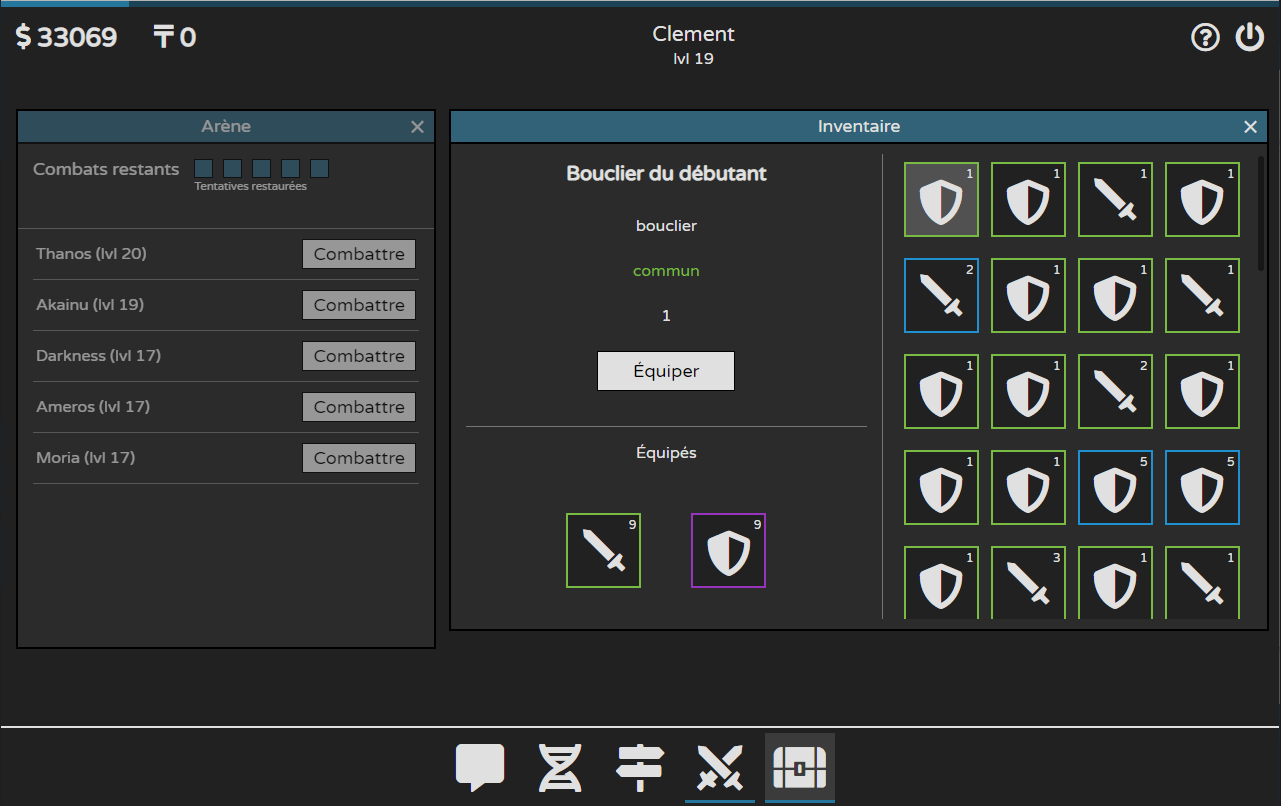 $ 33069
0
Clement
lvl 19
Arène
Combats restants
Tentatives restaurées
Thanos (lvl 20) Combattre
Akainu (lvl 19) Combattre
Darkness (lvl 17) Combattre
Ameros (lvl 17) Combattre
Moria (lvl 17) Combattre
Inventaire
Bouclier du débutant
bouclier
commun
1
Équiper
Équipés
9 9
1 1 1 1
2 1 1 1
1 1 2 1
1 1 5 5
1 3 1 1